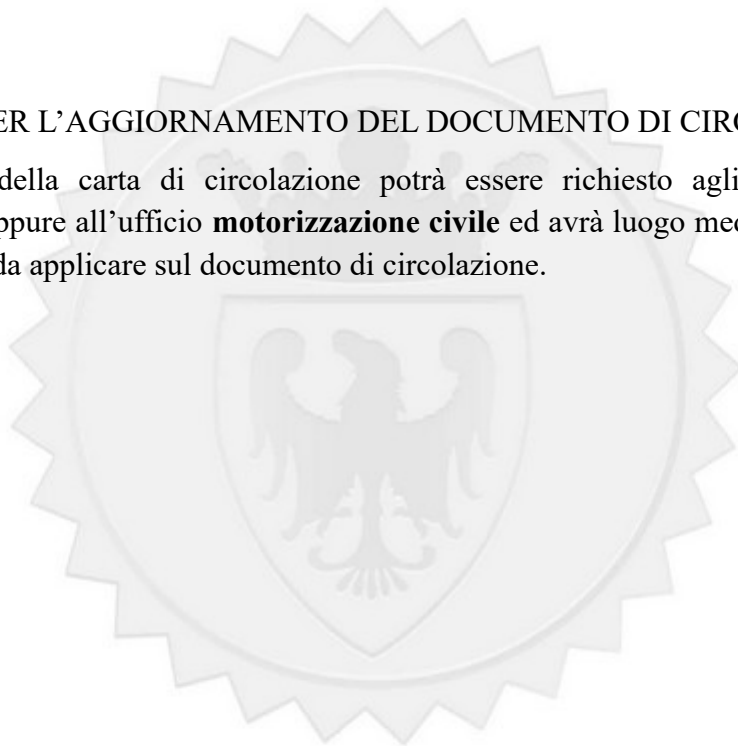 ER L’AGGIORNAMENTO DEL DOCUMENTO DI CIRC
della carta di circolazione potrà essere richiesto agli
ppure all’ufficio motorizzazione civile ed avrà luogo med
da applicare sul documento di circolazione.